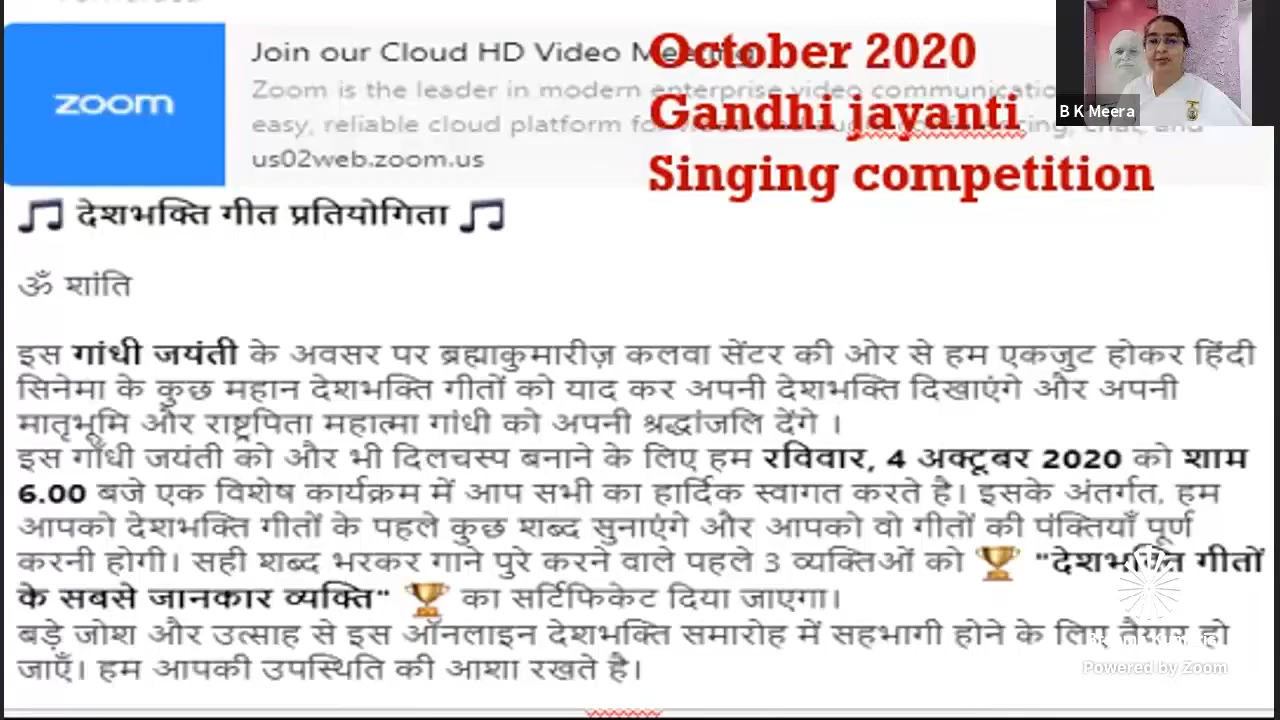 zoom
Join our Cloud HD Video
Zoom is the leader in modern enterprise video
easy, reliable cloud platform
us02web.zoom.us
October 2020
Gandhi jayanti
Singing competition
B K Meera
🎵 देशभक्ति गीत प्रतियोगिता 🎵
ॐ शांति
इस गांधी जयंती के अवसर पर ब्रह्माकुमारीज़ कलवा सेंटर की ओर से हम एकजुट होकर हिंदी
सिनेमा के कुछ महान देशभक्ति गीतों को याद कर अपनी देशभक्ति दिखाएंगे और अपनी
मातृभूमि और राष्ट्रपिता महात्मा गांधी को अपनी श्रद्धांजलि देंगे ।
इस गाँधी जयंती को और भी दिलचस्प बनाने के लिए हम रविवार, 4 अक्टूबर 2020 को शाम
6.00 बजे एक विशेष कार्यक्रम में आप सभी का हार्दिक स्वागत करते है। इसके अंतर्गत, हम
आपको देशभक्ति गीतों के पहले कुछ शब्द सुनाएंगे और आपको वो गीतों की पंक्तियाँ पूर्ण
करनी होगी। सही शब्द भरकर गाने पुरे करने वाले पहले 3 व्यक्तिओं को 🏆 "देशभक्ति गीतों
के सबसे जानकार व्यक्ति" 🏆 का सर्टिफिकेट दिया जाएगा।
बड़े जोश और उत्साह से इस ऑनलाइन देशभक्ति समारोह में सहभागी होने के लिए तैयार हो
जाएँ। हम आपकी उपस्थिति की आशा रखते है।
Powered by Zoom